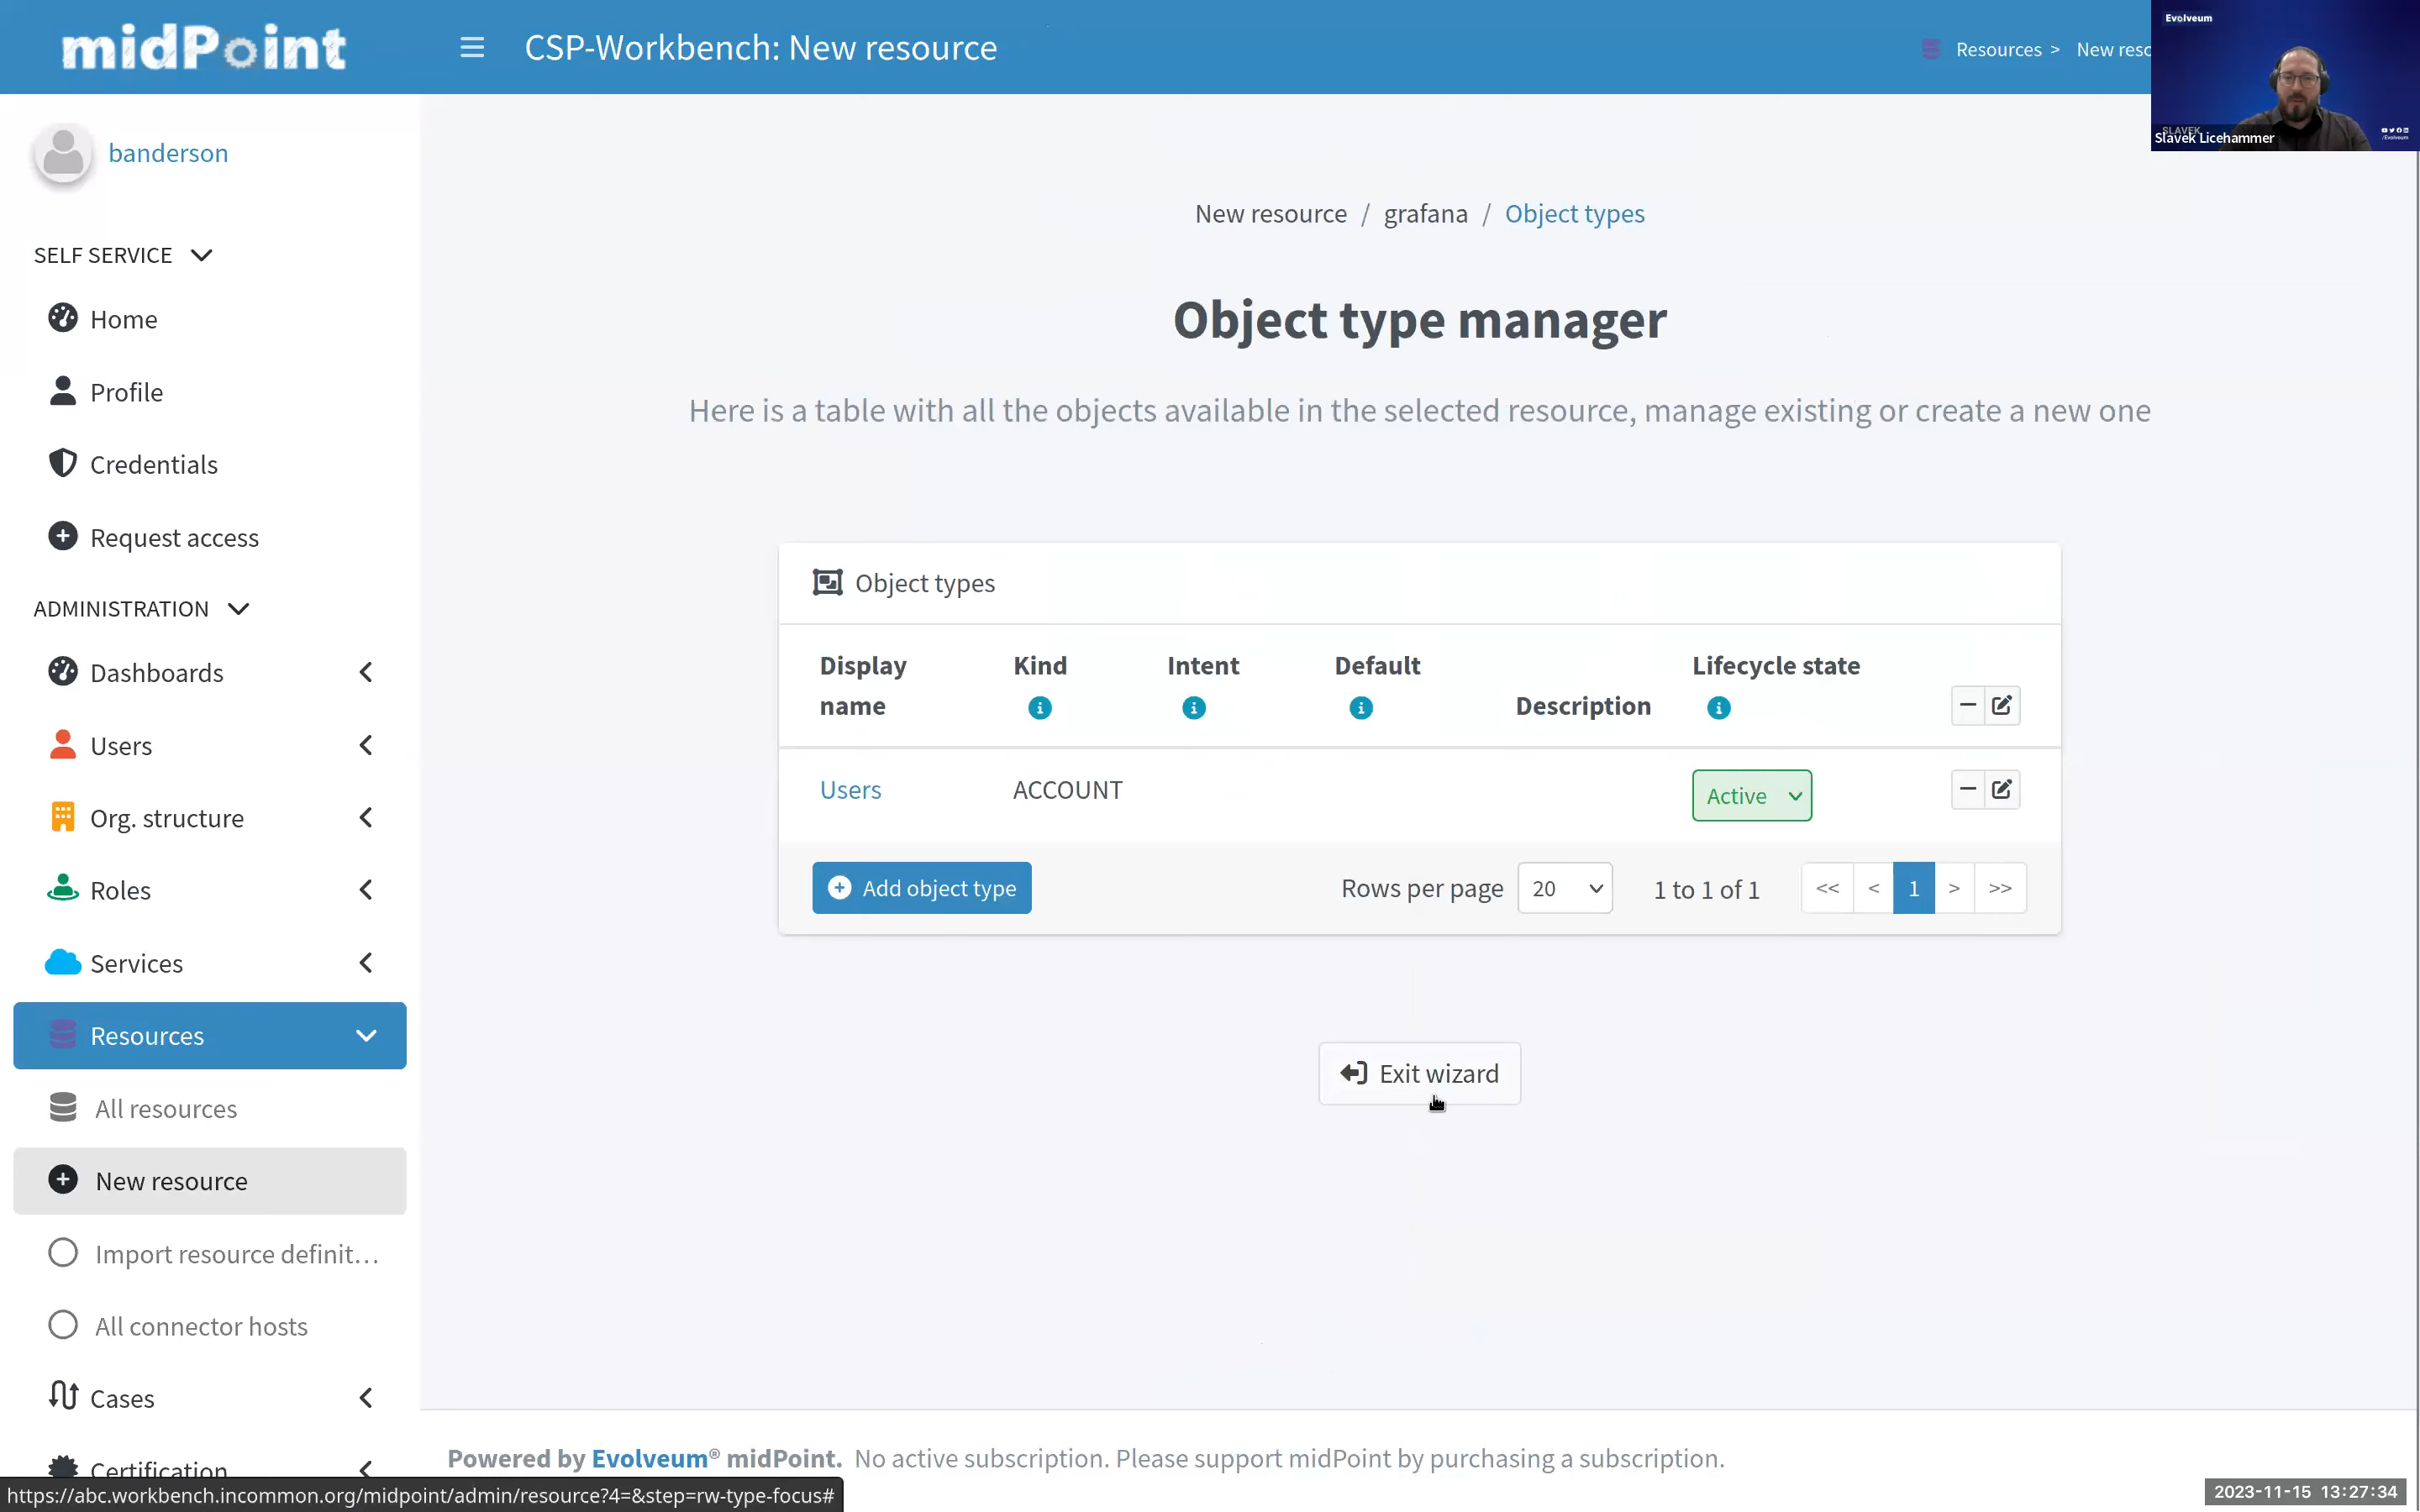 midPoint
CSP-Workbench: New resource
Resources >
New resc
Evolveum
SLAVEK
Slavek Licehammer
/Evolveum
banderson
SELF SERVICE
Home
Profile
Credentials
Request access
ADMINISTRATION
Dashboards
Users
Org. structure
Roles
Services
Resources
All resources
New resource
Import resource definit...
All connector hosts
Cases
Certification
New resource / grafana / Object types
Object type manager
Here is a table with all the objects available in the selected resource, manage existing or create a new one
Object types
Display name
Kind
Intent
Default
Description
Lifecycle state
Users
ACCOUNT
Active
Add object type
Rows per page
20
1 to 1 of 1
<< < 1 > >>
Exit wizard
Powered by Evolveum® midPoint. No active subscription. Please support midPoint by purchasing a subscription.
https://abc.workbench.incommon.org/midpoint/admin/resource?4=&step=rw-type-focus#
2023-11-15 13:27:34